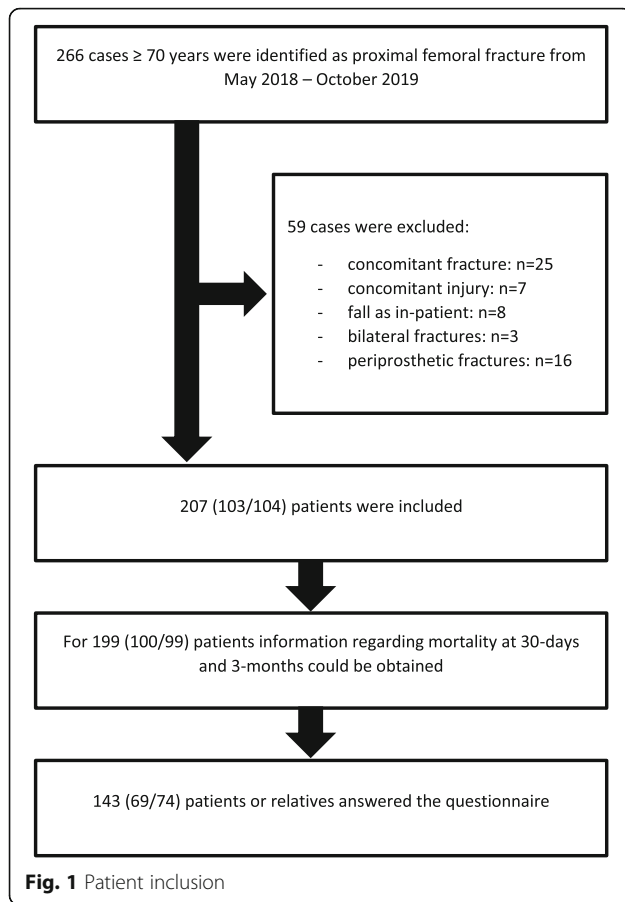 266 cases ≥ 70 years were identified as proximal femoral fracture from
May 2018 – October 2019
59 cases were excluded:
- concomitant fracture: n=25
- concomitant injury: n=7
- fall as in-patient: n=8
- bilateral fractures: n=3
- periprosthetic fractures: n=16
207 (103/104) patients were included
For 199 (100/99) patients information regarding mortality at 30-days
and 3-months could be obtained
143 (69/74) patients or relatives answered the questionnaire
Fig. 1 Patient inclusion